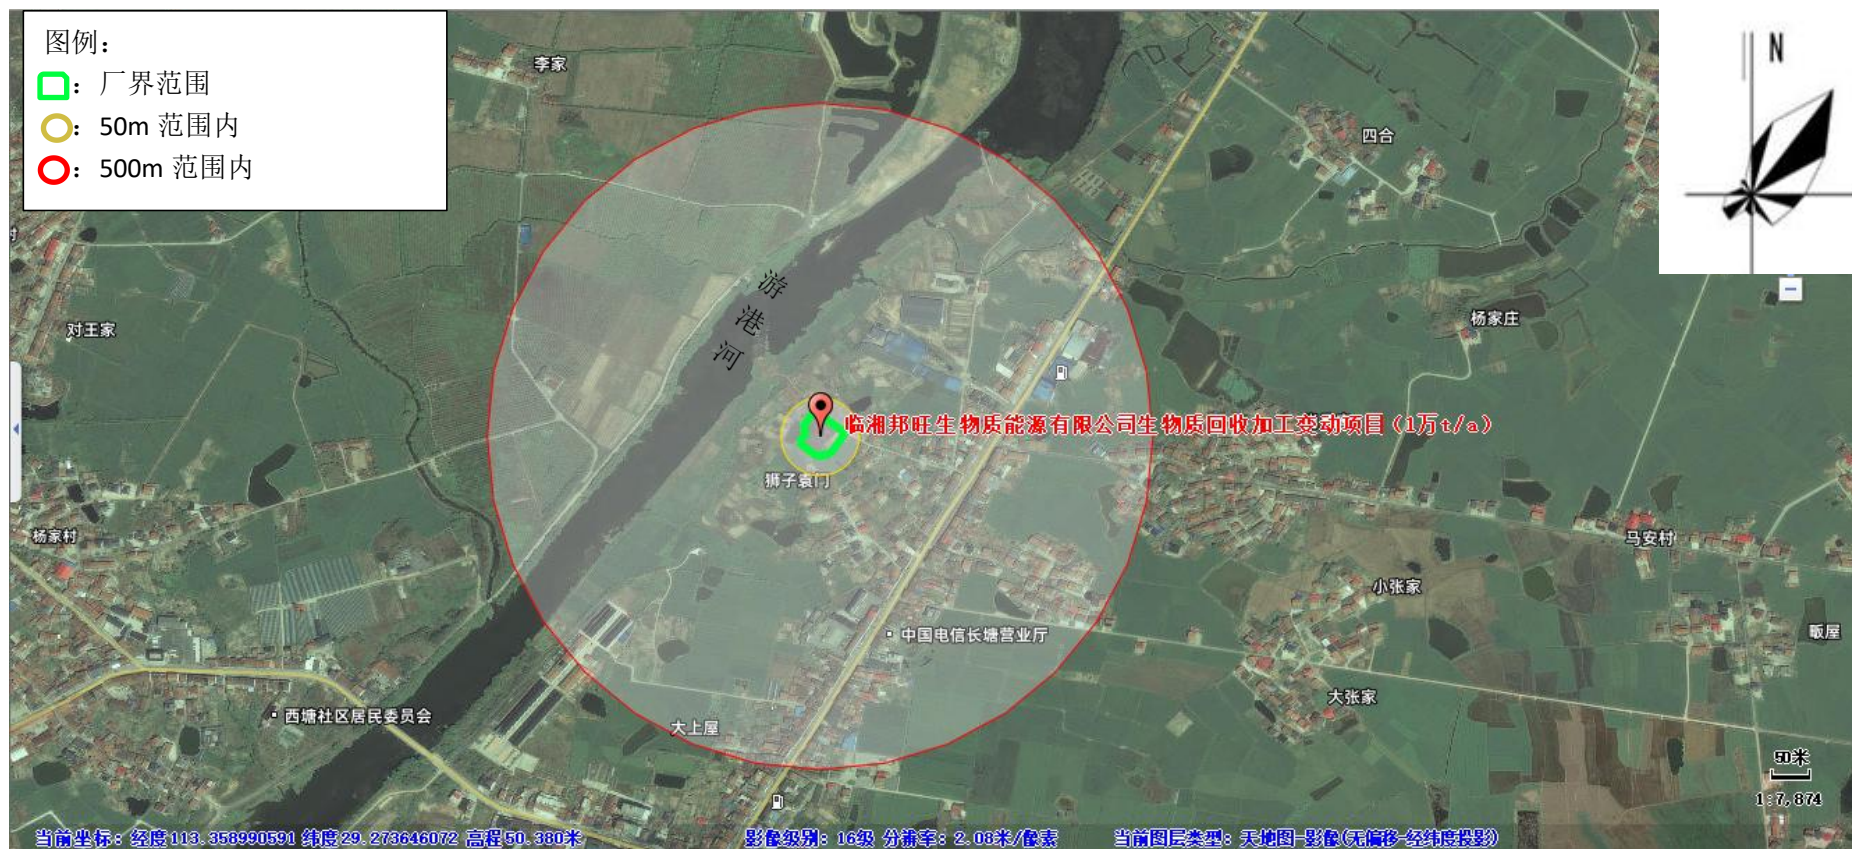 图例：
：厂界范围
：50m 范围内
：500m 范围内
N
李家
四合
游港河
对王家
杨家庄
临湘邦旺生物质能源有限公司生物质回收加工变动项目（1万t/a）
狮子袁门
杨家村
马安村
小张家
中国电信长塘营业厅
畈屋
大张家
西塘社区居民委员会
大上屋
50米
1:7,874
当前坐标：经度113.358990591 纬度29.273646072 高程50.380米
影像级别：16级 分辨率：2.08米/像素
当前图层类型：天地图-影像(无偏移-经纬度投影)